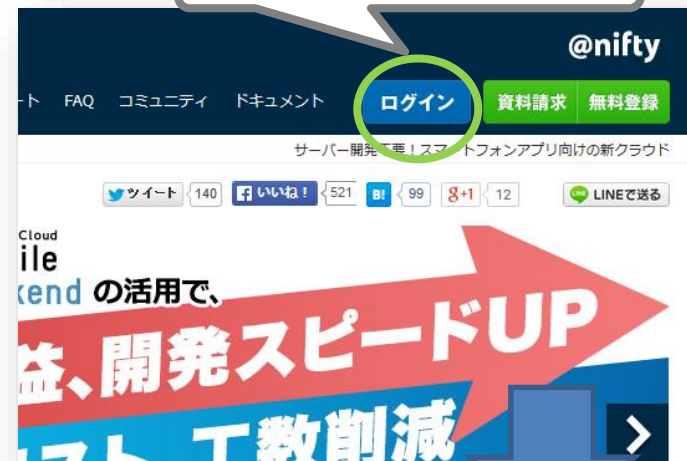 @nifty
ート FAQ コミュニティ ドキュメント ログイン 資料請求 無料登録
サーバー開発不要！スマートフォンアプリ向けの新クラウド
ツイート 140 いいね！ 521 B! 99 g+1 12 LINEで送る
Cloud
ile
kend の活用で、
益、開発スピードUP
スト、工数削減